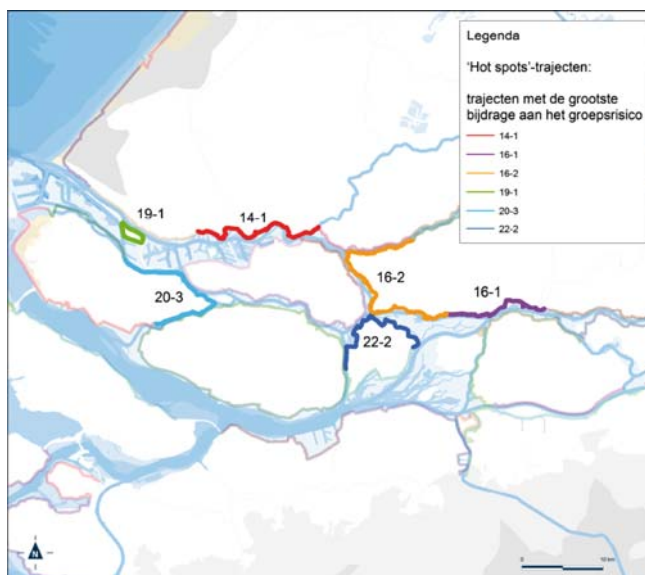 Legenda
'Hot spots'-trajecten:
trajecten met de grootste
bijdrage aan het groepsrisico
14-1
16-1
16-2
19-1
20-3
22-2
19-1
14-1
16-2
16-1
20-3
22-2
N
0 10 km